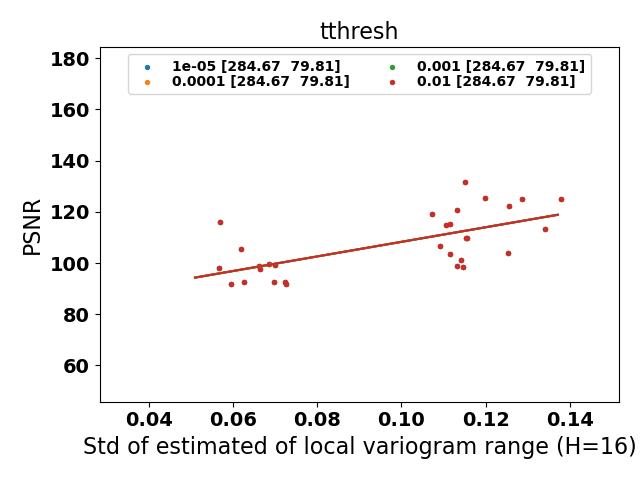 tthresh
1e-05 [284.67  79.81]
0.0001 [284.67  79.81]
0.001 [284.67  79.81]
0.01 [284.67  79.81]
PSNR
180
160
140
120
100
80
60
0.04 0.06 0.08 0.10 0.12 0.14
Std of estimated of local variogram range (H=16)